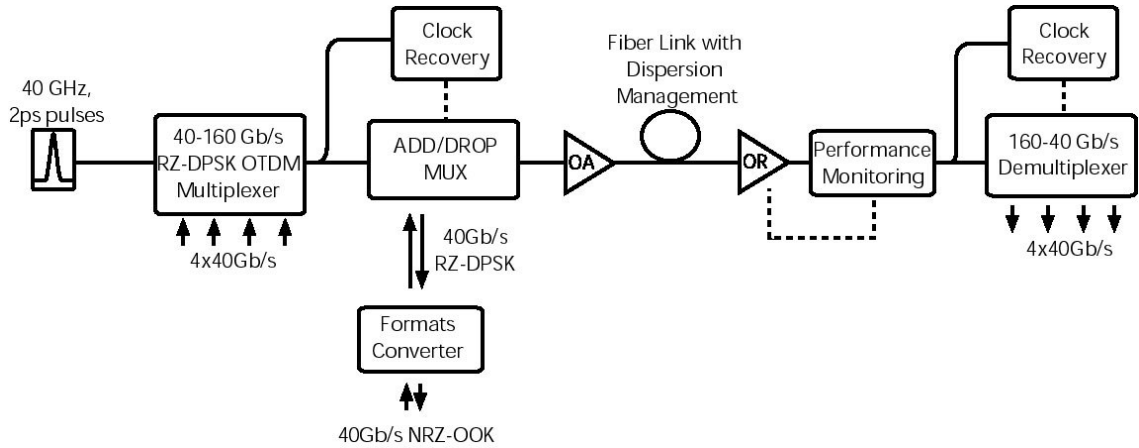 40 GHz,
2ps pulses
40-160 Gb/s
RZ-DPSK OTDM
Multiplexer
4x40Gb/s
Clock
Recovery
ADD/DROP
MUX
40Gb/s
RZ-DPSK
Formats
Converter
40Gb/s NRZ-OOK
OA
Fiber Link with
Dispersion
Management
OR
Performance
Monitoring
Clock
Recovery
160-40 Gb/s
Demultiplexer
4x40Gb/s